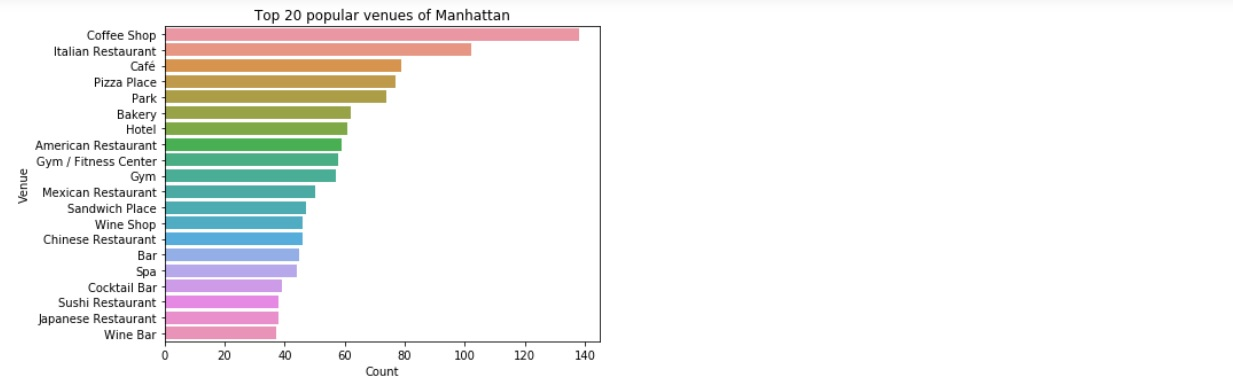 Top 20 popular venues of Manhattan
Coffee Shop
Italian Restaurant
Café
Pizza Place
Park
Bakery
Hotel
American Restaurant
Gym / Fitness Center
Gym
Mexican Restaurant
Sandwich Place
Wine Shop
Chinese Restaurant
Bar
Spa
Cocktail Bar
Sushi Restaurant
Japanese Restaurant
Wine Bar
Venue
0 20 40 60 80 100 120 140
Count